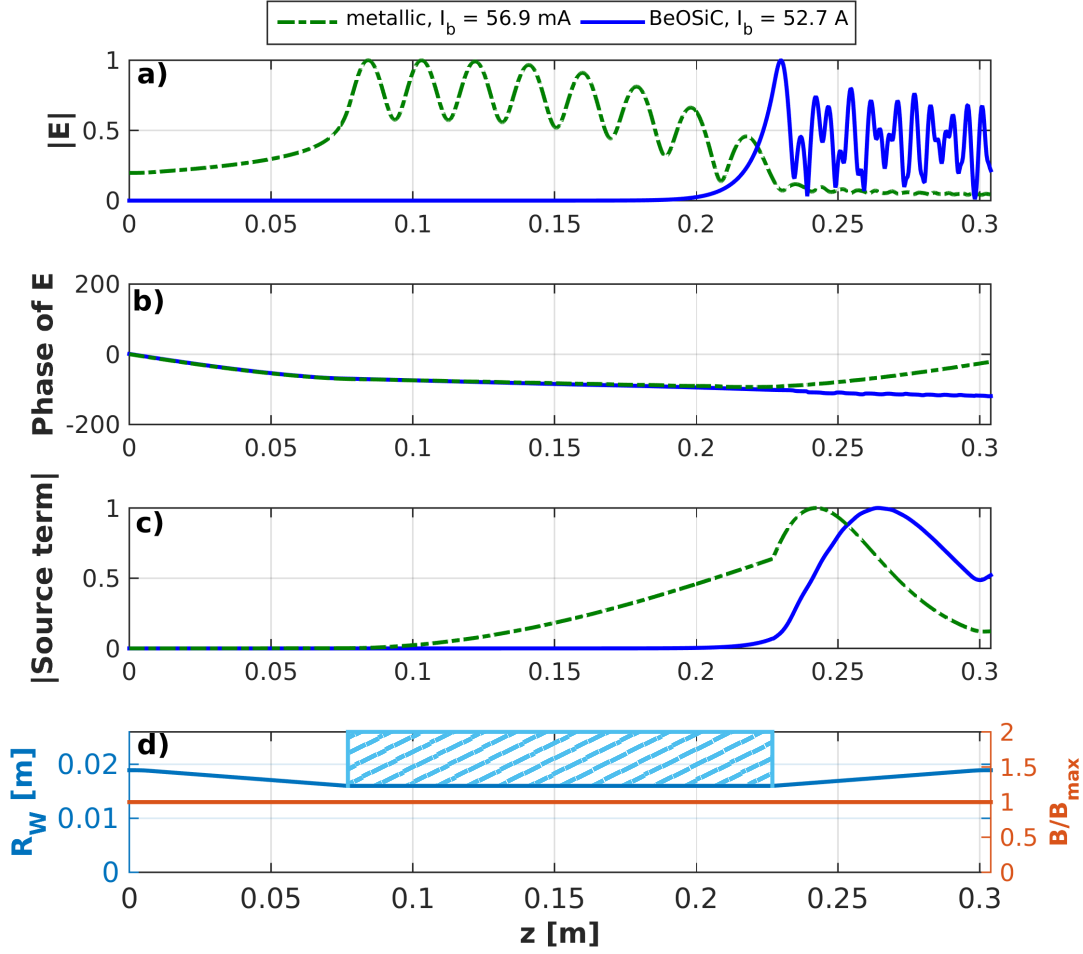 metallic, I_b = 56.9 mA BeOSiC, I_b = 52.7 A
a)
|E|
1
0.5
0
0 0.05 0.1 0.15 0.2 0.25 0.3
b)
Phase of E
200
0
-200
0 0.05 0.1 0.15 0.2 0.25 0.3
c)
|Source term|
1
0.5
0
0 0.05 0.1 0.15 0.2 0.25 0.3
d)
R_W [m]
0.02
0.01
0
2
1.5
1
0.5
0
B/B_max
0 0.05 0.1 0.15 0.2 0.25 0.3
z [m]